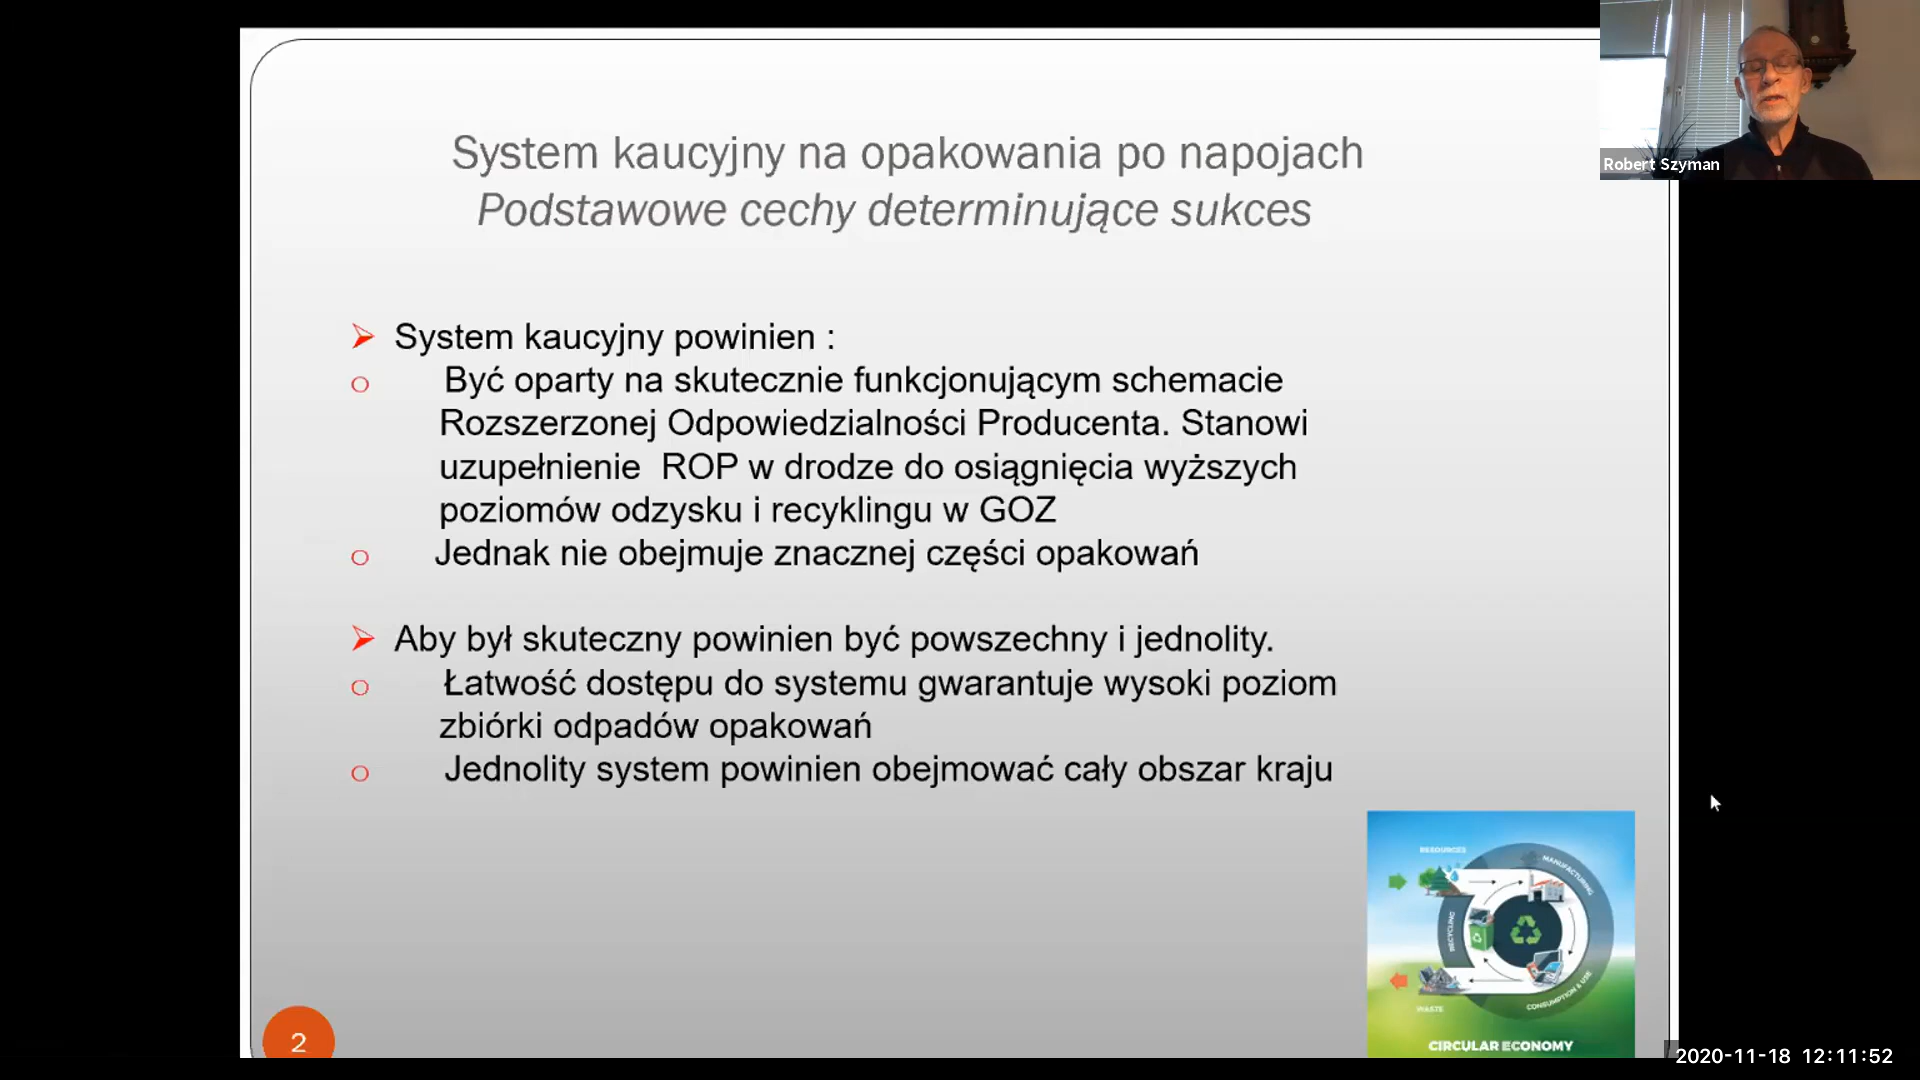 System kaucyjny na opakowania po napojach
Podstawowe cechy determinujące sukces
Robert Szyman
System kaucyjny powinien :
Być oparty na skutecznie funkcjonującym schemacie
Rozszerzonej Odpowiedzialności Producenta. Stanowi
uzupełnienie ROP w drodze do osiągnięcia wyższych
poziomów odzysku i recyklingu w GOZ
Jednak nie obejmuje znacznej części opakowań
Aby był skuteczny powinien być powszechny i jednolity.
Łatwość dostępu do systemu gwarantuje wysoki poziom
zbiórki odpadów opakowań
Jednolity system powinien obejmować cały obszar kraju
RESOURCES
MANUFACTURING
RECYCLING
CONSUMPTION & USE
WASTE
CIRCULAR ECONOMY
2
2020-11-18 12:11:52